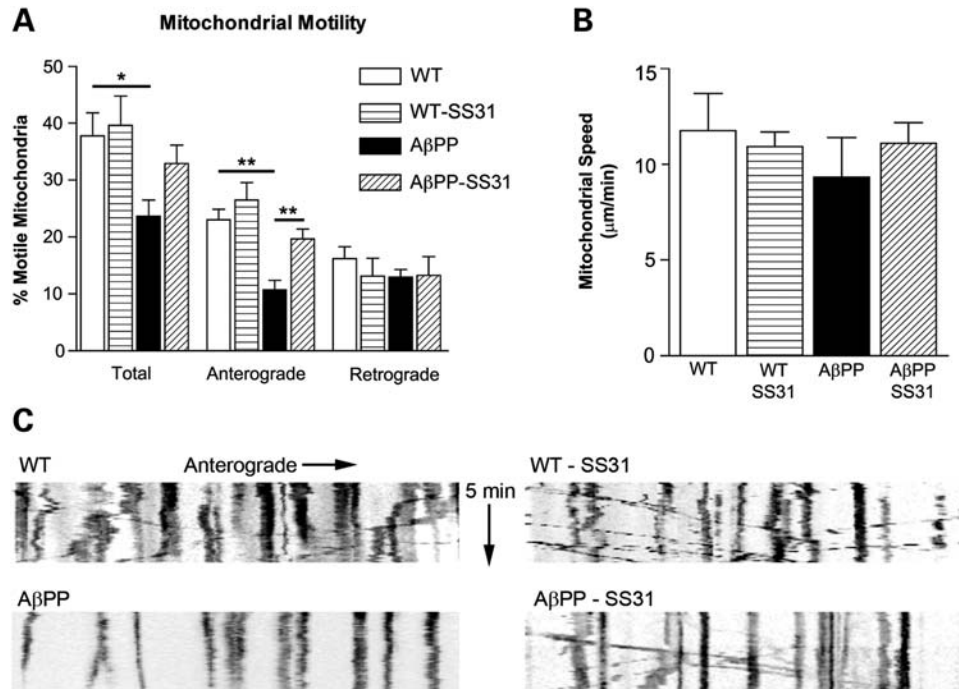 A
Mitochondrial Motility
% Motile Mitochondria
50
40
30
20
10
0
*
**
**
WT
WT-SS31
AβPP
AβPP-SS31
Total
Anterograde
Retrograde
B
Mitochondrial Speed
(μm/min)
15
10
5
0
WT
WT
SS31
AβPP
AβPP
SS31
C
WT
Anterograde
5 min
WT - SS31
AβPP
AβPP - SS31